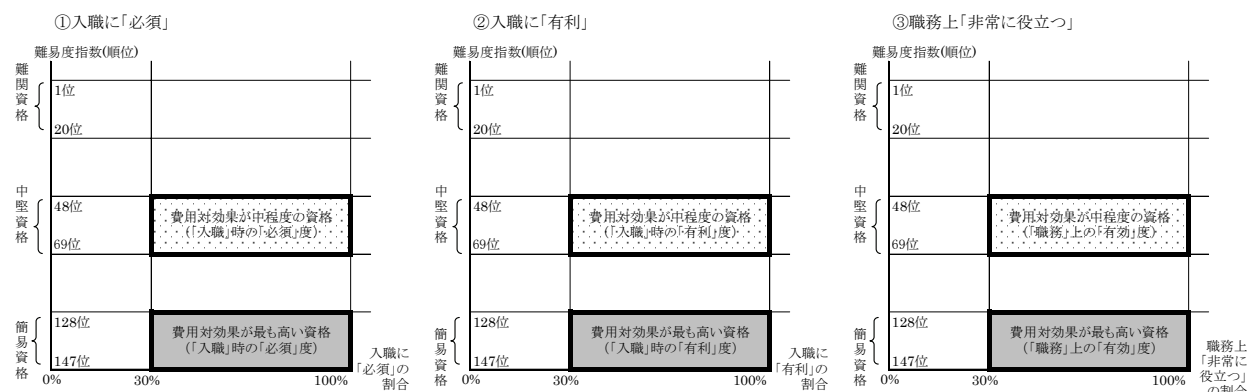 ①入職に「必須」
難易度指数(順位)
難関資格
1位
20位
中堅資格
48位
69位
費用対効果が中程度の資格
(「入職」時の「必須」度)
簡易資格
128位
147位
費用対効果が最も高い資格
(「入職」時の「必須」度)
0%
30%
100%
入職に
「必須」の
割合
②入職に「有利」
難易度指数(順位)
難関資格
1位
20位
中堅資格
48位
69位
費用対効果が中程度の資格
(「入職」時の「有利」度)
簡易資格
128位
147位
費用対効果が最も高い資格
(「入職」時の「有利」度)
0%
30%
100%
入職に
「有利」の
割合
③職務上「非常に役立つ」
難易度指数(順位)
難関資格
1位
20位
中堅資格
48位
69位
費用対効果が中程度の資格
(「職務」上の「有効」度)
簡易資格
128位
147位
費用対効果が最も高い資格
(「職務」上の「有効」度)
0%
30%
100%
職務上
「非常に
役立つ」
の割合